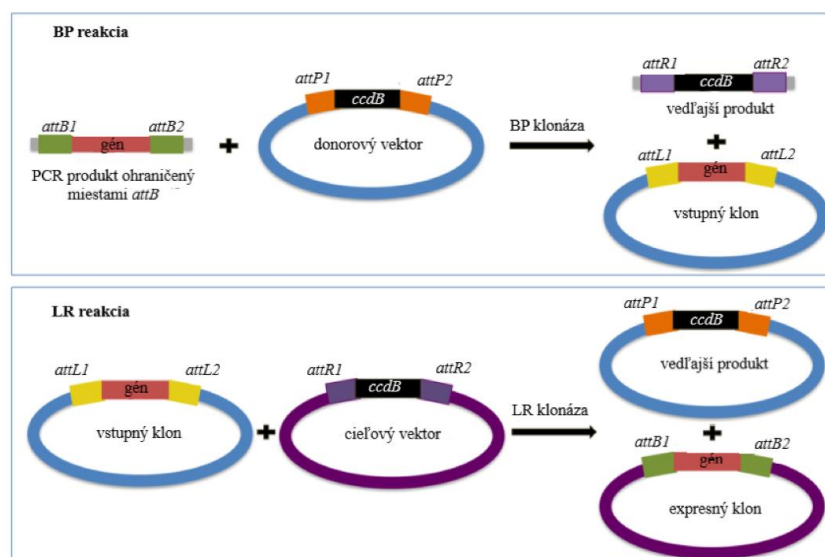 BP reakcia
attB1
attB2
gén
PCR produkt ohraničený
miestami attB
attP1
attP2
ccdB
donorový vektor
BP klonáza
attR1
attR2
ccdB
vedľajší produkt
attL1
attL2
gén
vstupný klon
LR reakcia
attL1
attL2
gén
vstupný klon
attR1
attR2
ccdB
cieľový vektor
LR klonáza
attP1
attP2
ccdB
vedľajší produkt
attB1
attB2
gén
expresný klon